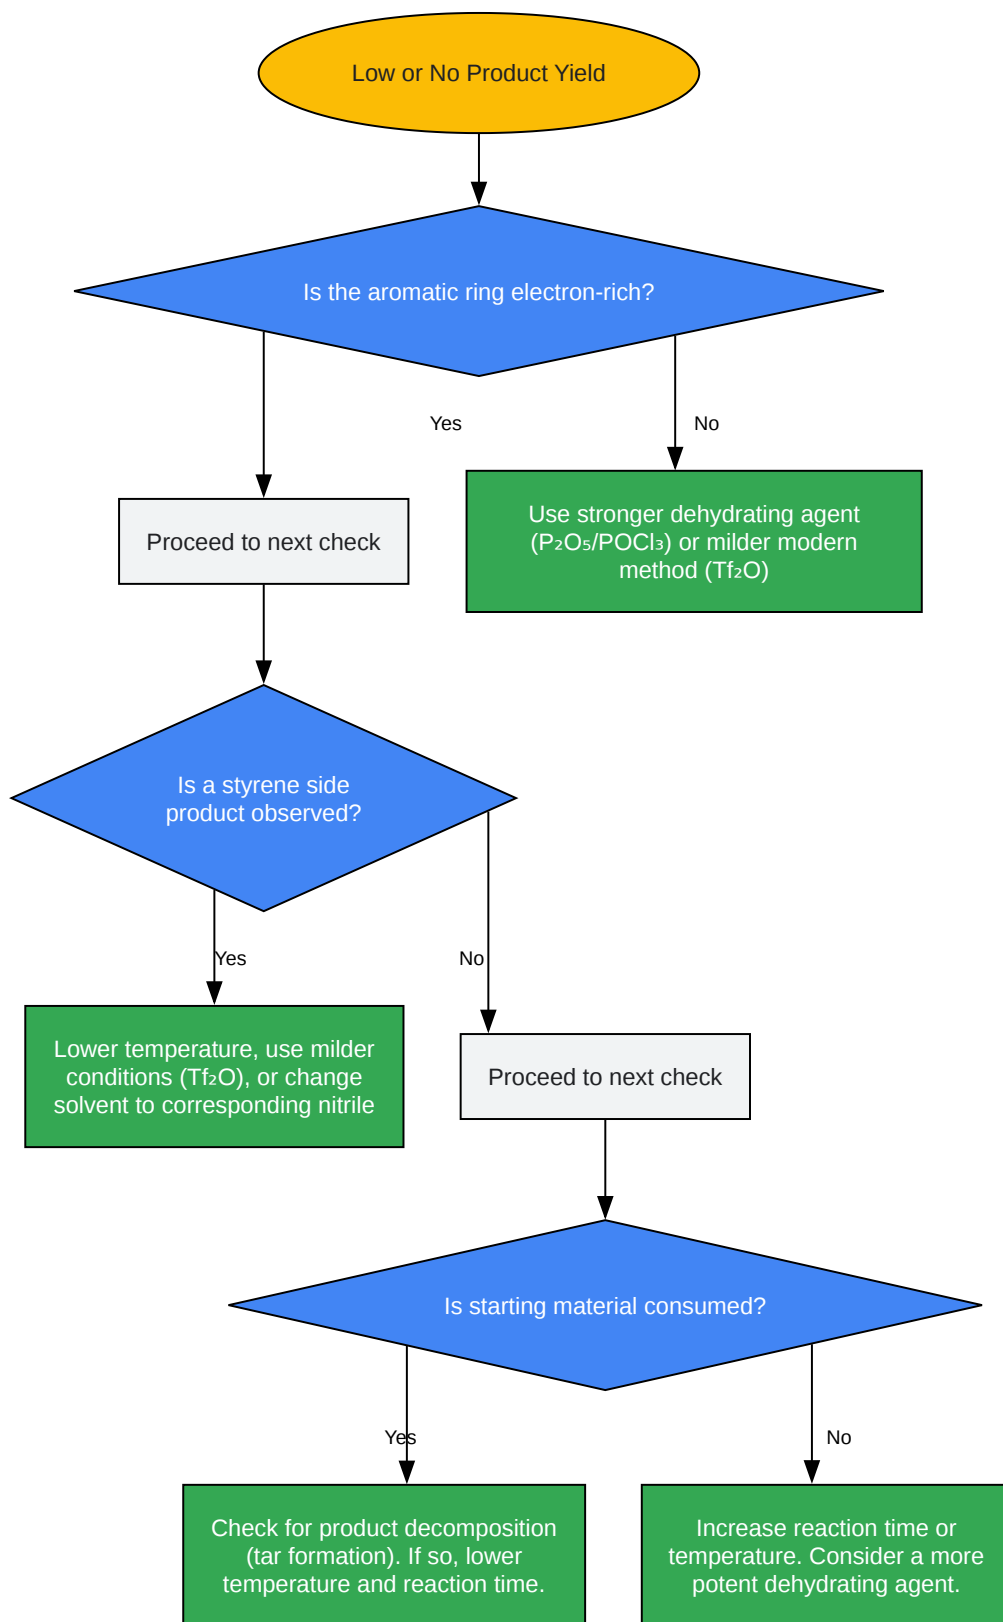 Low or No Product Yield
Is the aromatic ring electron-rich?
Yes
No
Use stronger dehydrating agent
(P₂O₅/POCl₃) or milder modern
method (Tf₂O)
Proceed to next check
Is a styrene side
product observed?
Yes
No
Lower temperature, use milder
conditions (Tf₂O), or change
solvent to corresponding nitrile
Proceed to next check
Is starting material consumed?
Yes
No
Check for product decomposition
(tar formation). If so, lower
temperature and reaction time.
Increase reaction time or
temperature. Consider a more
potent dehydrating agent.